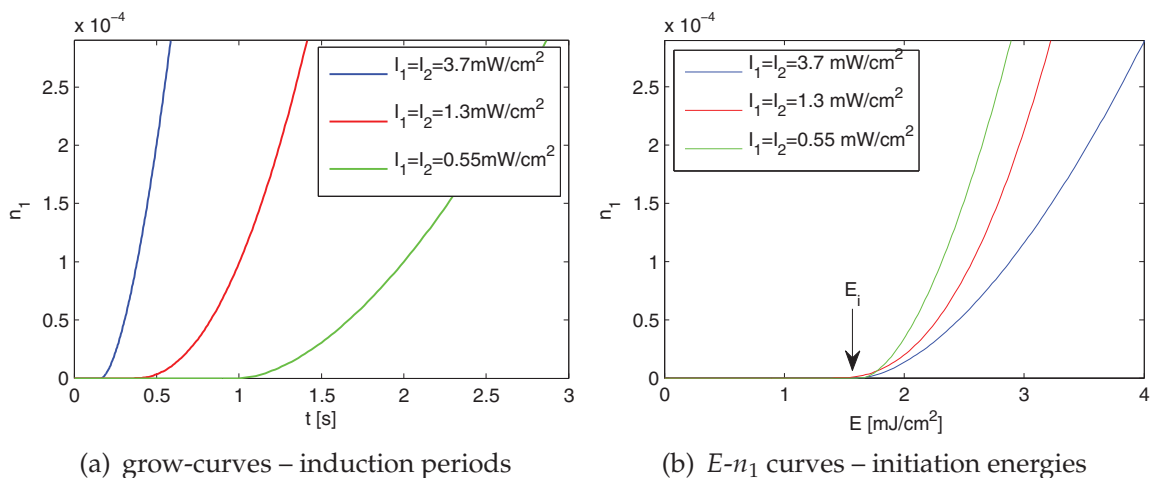 x 10⁻⁴
2.5
2
1.5
1
0.5
0
n₁
0 0.5 1 1.5 2 2.5 3
t [s]
I₁=I₂=3.7mW/cm²
I₁=I₂=1.3mW/cm²
I₁=I₂=0.55mW/cm²
(a) grow-curves – induction periods
x 10⁻⁴
2.5
2
1.5
1
0.5
0
n₁
0 1 2 3 4
E [mJ/cm²]
I₁=I₂=3.7 mW/cm²
I₁=I₂=1.3 mW/cm²
I₁=I₂=0.55 mW/cm²
Eᵢ
(b) E-n₁ curves – initiation energies